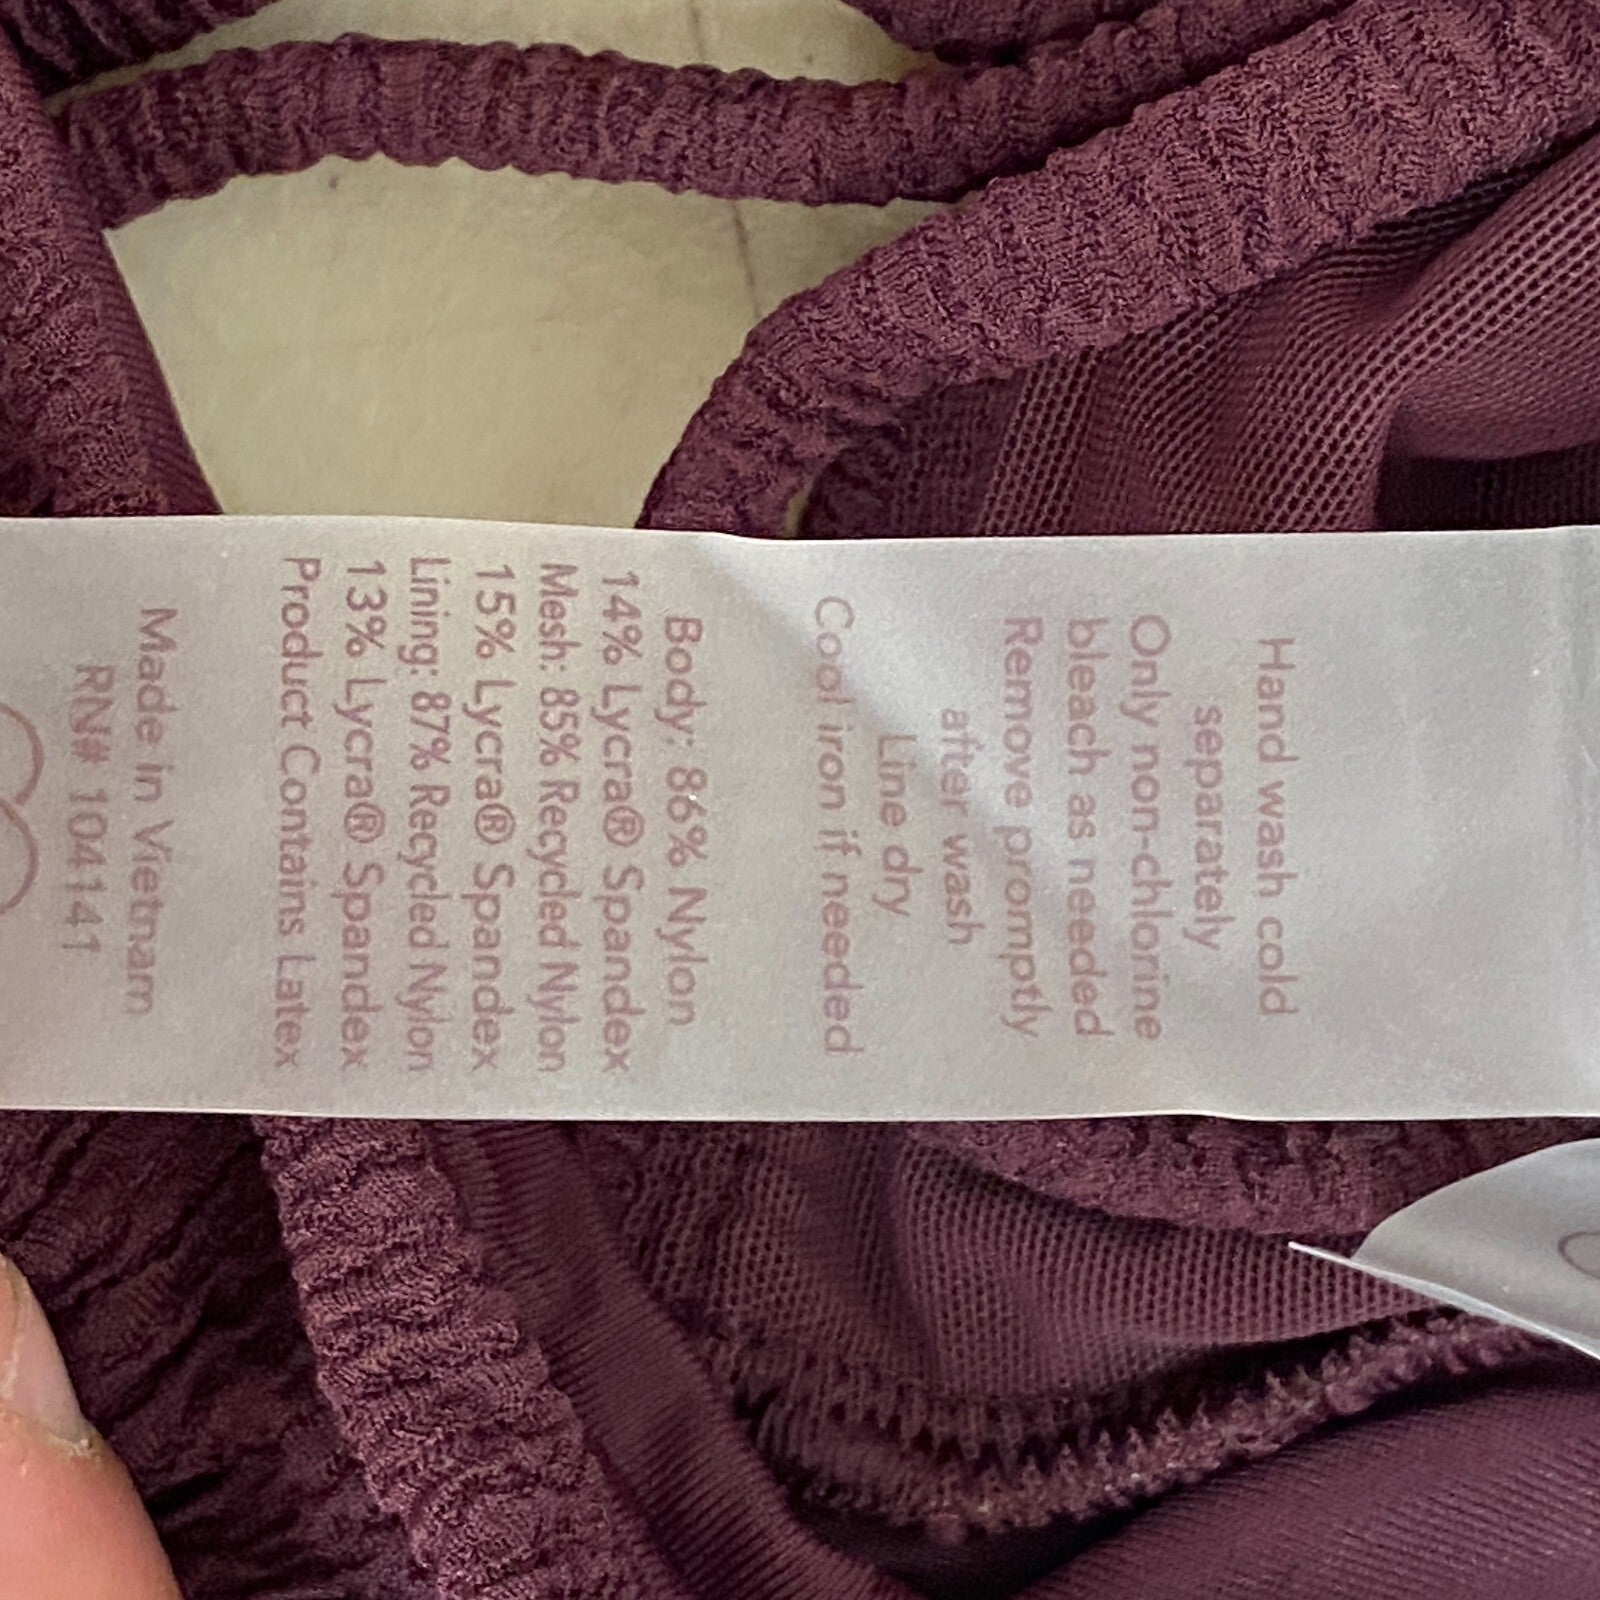 Hand wash cold
separately
Only non-chlorine
bleach as needed
Remove promptly
after wash
Line dry
Cool iron if needed
Body: 86% Nylon
14% Lycra® Spandex
Mesh: 85% Recycled Nylon
15% Lycra® Spandex
Lining: 87% Recycled Nylon
13% Lycra® Spandex
Product Contains Latex
Made in Vietnam
RN# 104141